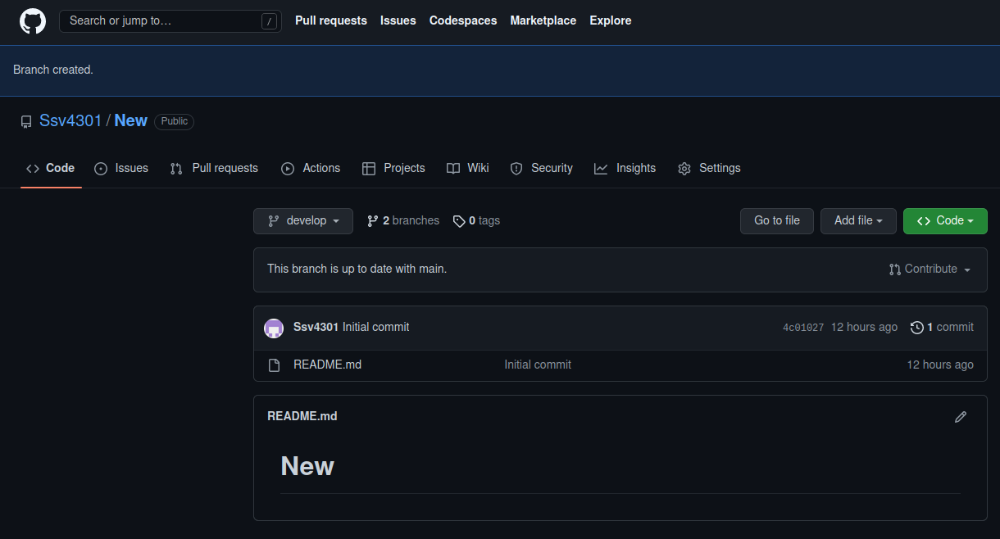 Search or jump to… / Pull requests Issues Codespaces Marketplace Explore
Branch created.
Ssv4301 / New Public
Code Issues Pull requests Actions Projects Wiki Security Insights Settings
develop 2 branches 0 tags Go to file Add file Code
This branch is up to date with main. Contribute
Ssv4301 Initial commit 4c01027 12 hours ago 1 commit
README.md Initial commit 12 hours ago
README.md
New